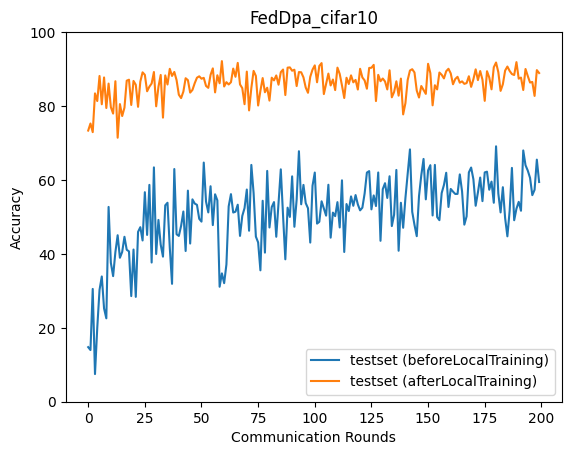 FedDpa_cifar10
100
80
60
40
20
0
Accuracy
testset (beforeLocalTraining)
testset (afterLocalTraining)
0 25 50 75 100 125 150 175 200
Communication Rounds